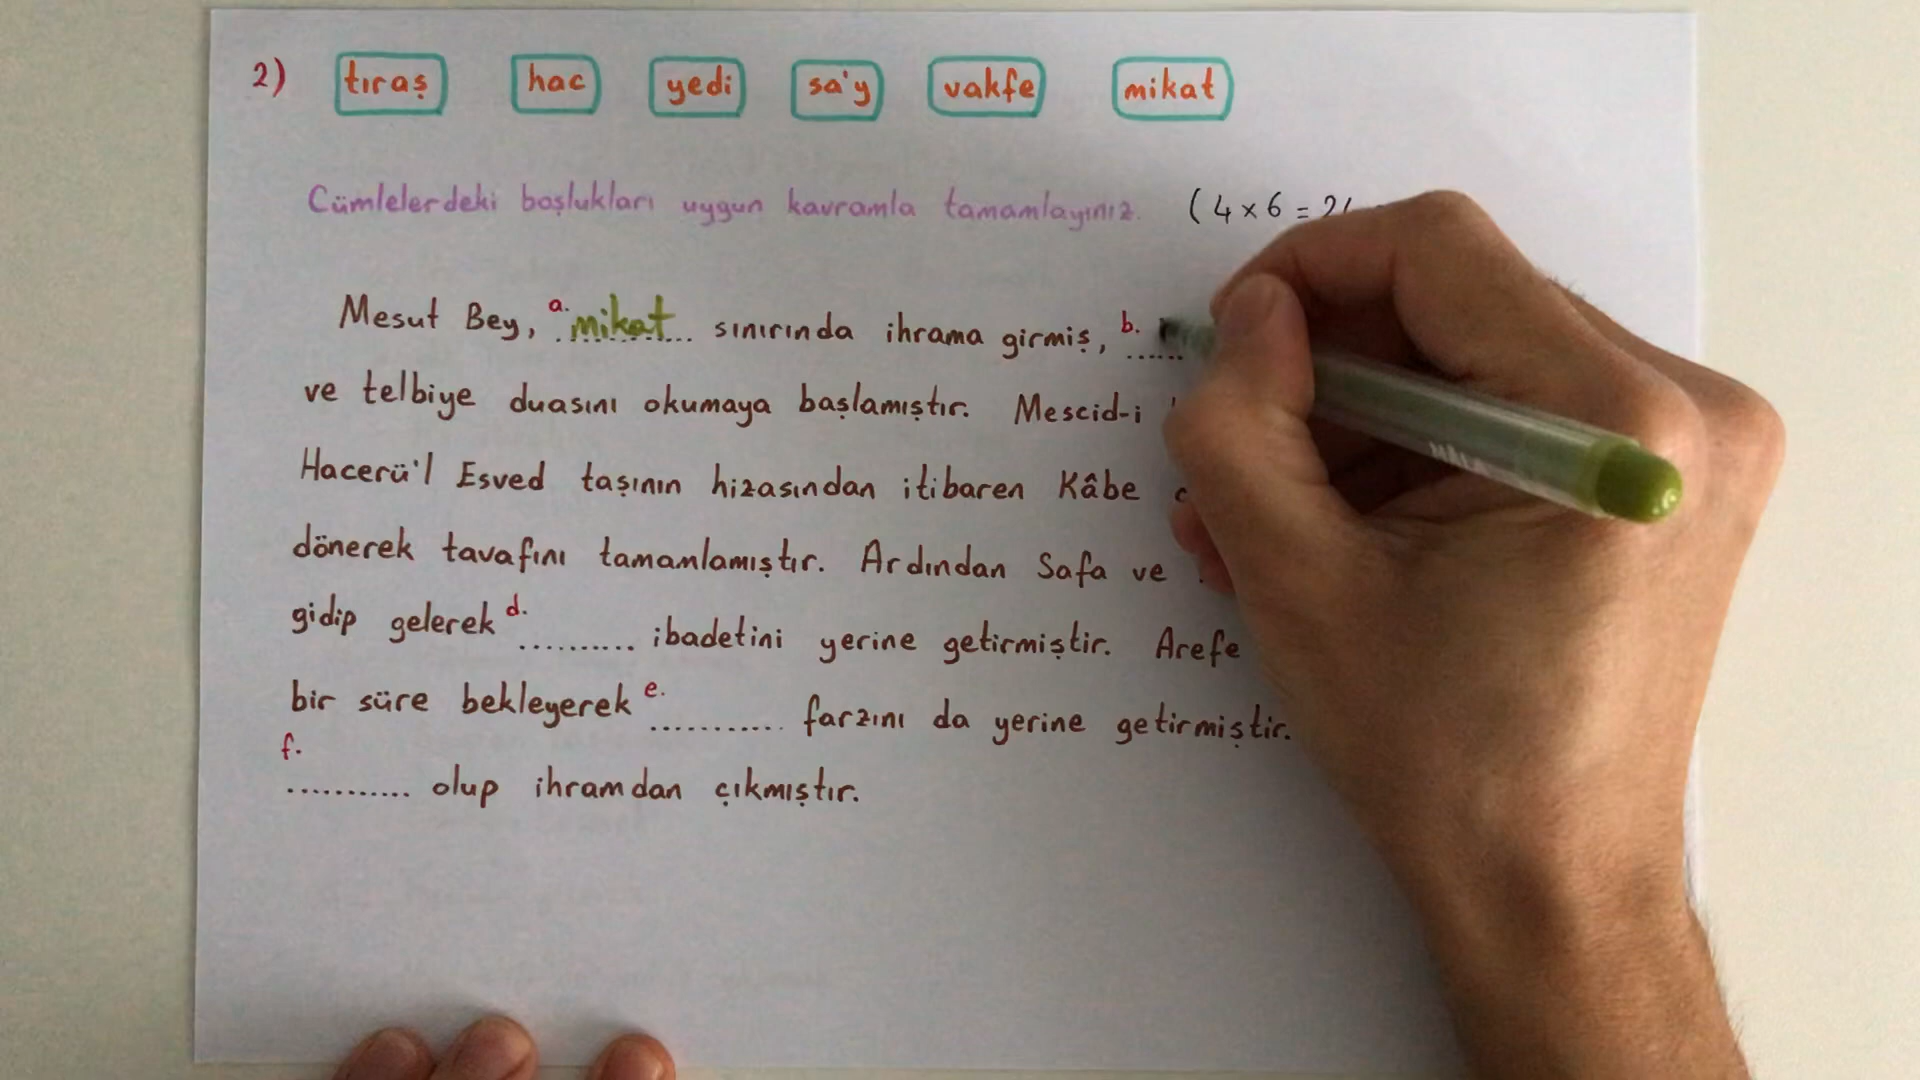 2) tıraş hac yedi sa'y vakfe mikat
Cümlelerdeki boşlukları uygun kavramla tamamlayınız. (4x6=
Mesut Bey, a. mikat sınırında ihrama girmiş, b. ......
ve telbiye duasını okumaya başlamıştır. Mescid-i
Hacerü'l Esved taşının hizasından itibaren Kâbe
dönerek tavafını tamamlamıştır. Ardından Safa ve
gidip gelerek d. .......... ibadetini yerine getirmiştir. Arefe
bir süre bekleyerek e. ............ farzını da yerine getirmiştir.
f. ........... olup ihramdan çıkmıştır.